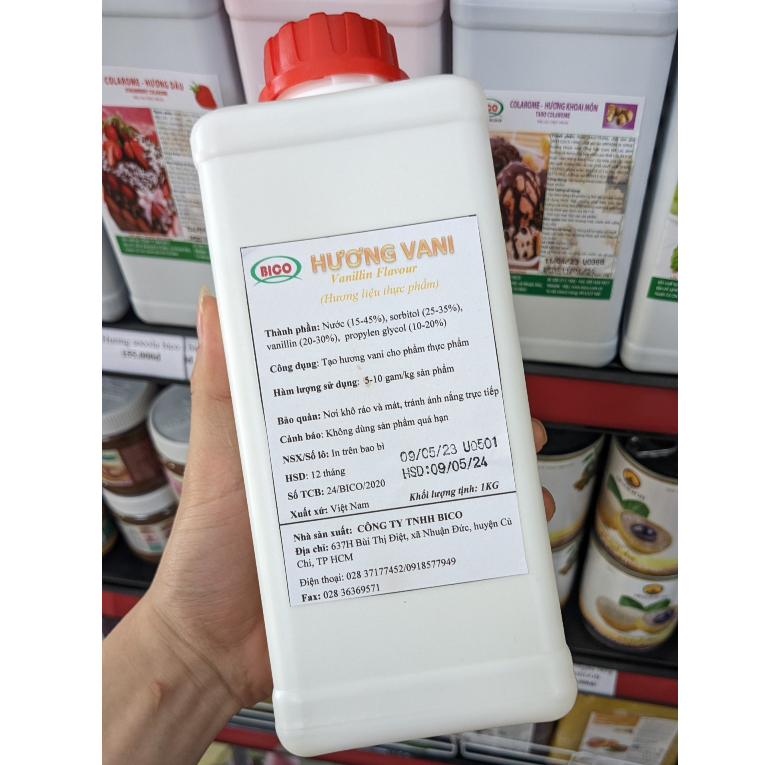 COLAROME - HƯƠNG DÂU
STRAWBERRY COLAROME
COLAROME - HƯƠNG KHOAI MÔN
TARO COLAROME
BICO
HƯƠNG VANI
Vanillin Flavour
(Hương liệu thực phẩm)
Thành phần: Nước (15-45%), sorbitol (25-35%),
vanillin (20-30%), propylen glycol (10-20%)
Công dụng: Tạo hương vani cho phẩm thực phẩm
Hàm lượng sử dụng: 5-10 gam/kg sản phẩm
Bảo quản: Nơi khô ráo và mát, tránh ánh nắng trực tiếp
Cảnh báo: Không dùng sản phẩm quá hạn
NSX/Số lô: In trên bao bì
09/05/23 U0501
HSD: 12 tháng
HSD:09/05/24
Số TCB: 24/BICO/2020
Xuất xứ: Việt Nam
Khối lượng tịnh: 1KG
Nhà sản xuất: CÔNG TY TNHH BICO
Địa chỉ: 637H Bùi Thị Điệt, xã Nhuận Đức, huyện Củ
Chi, TP HCM
Điện thoại: 028 37177452/0918577949
Fax: 028 36369571